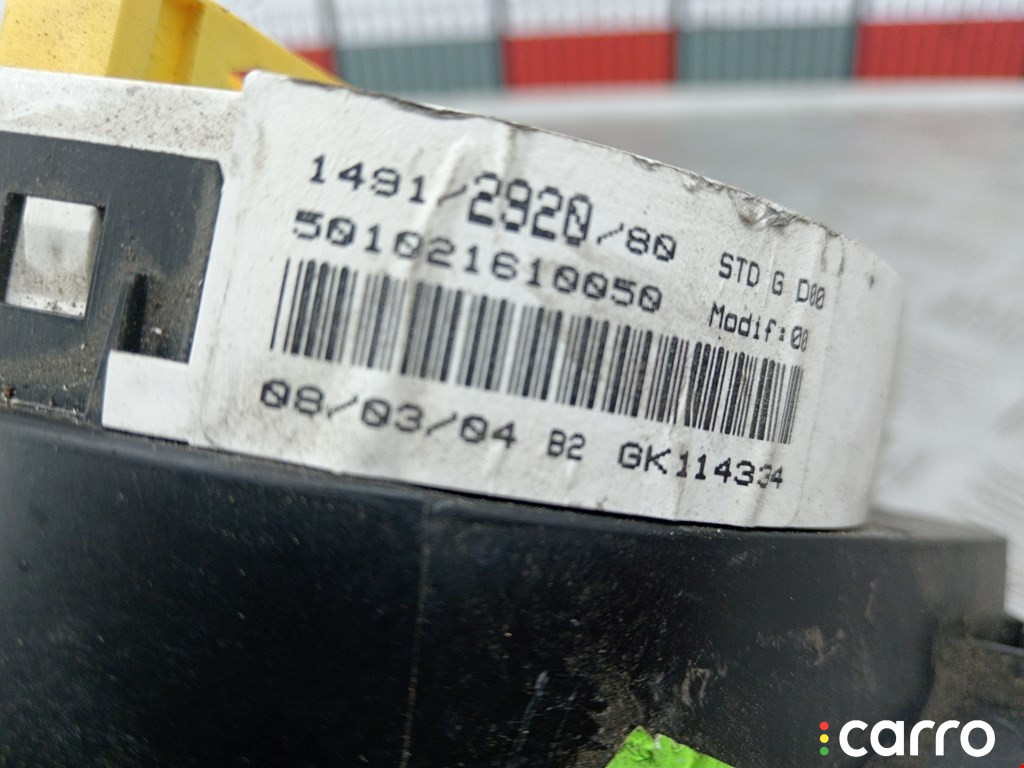 1491/2920/80 STD G D00
501021610050 Modif:00
08/03/04 B2 GK114334
carro